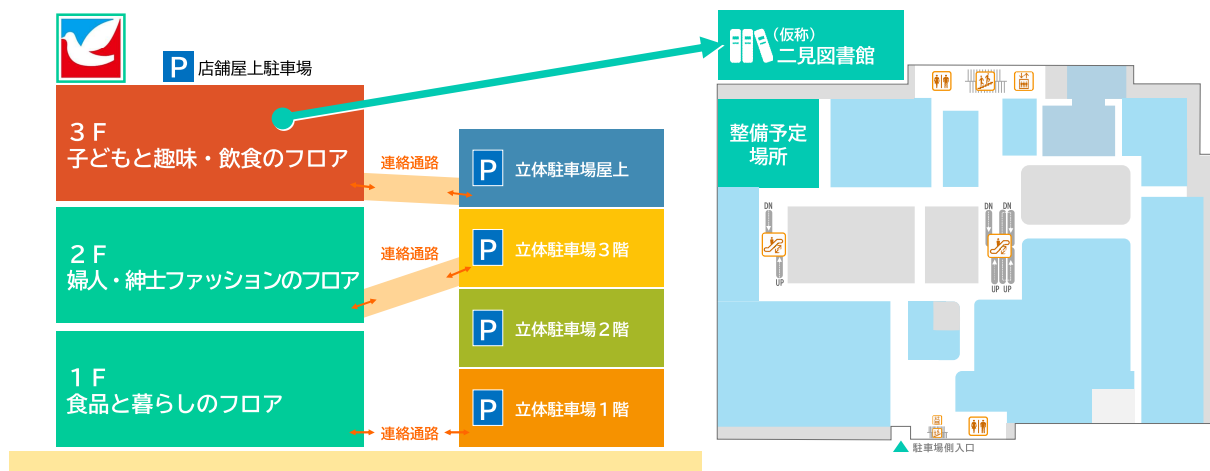 P 店舗屋上駐車場
3F
子どもと趣味・飲食のフロア
連絡通路
P 立体駐車場屋上
2F
婦人・紳士ファッションのフロア
連絡通路
P 立体駐車場3階
P 立体駐車場2階
1F
食品と暮らしのフロア
連絡通路
P 立体駐車場1階
(仮称)
二見図書館
整備予定
場所
DN
UP
DN DN
UP UP
駐車場側入口